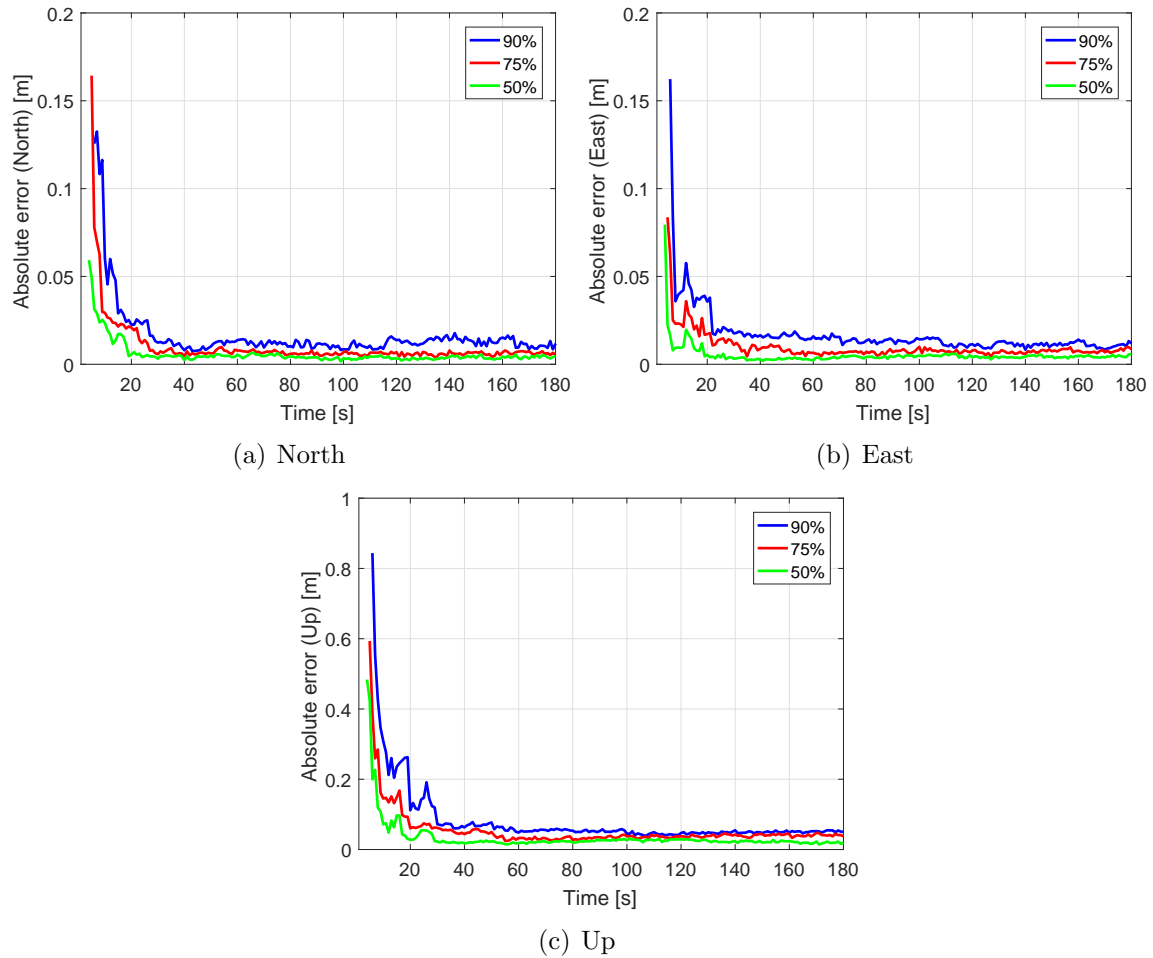 Absolute error (North) [m]
0.2
0.15
0.1
0.05
0
90%
75%
50%
20 40 60 80 100 120 140 160 180
Time [s]
(a) North
Absolute error (East) [m]
0.2
0.15
0.1
0.05
0
90%
75%
50%
20 40 60 80 100 120 140 160 180
Time [s]
(b) East
Absolute error (Up) [m]
1
0.8
0.6
0.4
0.2
0
90%
75%
50%
20 40 60 80 100 120 140 160 180
Time [s]
(c) Up